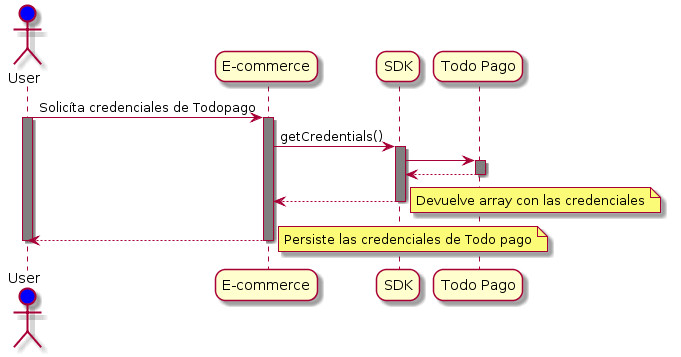 User
E-commerce
SDK
Todo Pago
Solicíta credenciales de Todopago
getCredentials()
Devuelve array con las credenciales
Persiste las credenciales de Todo pago
User
E-commerce
SDK
Todo Pago